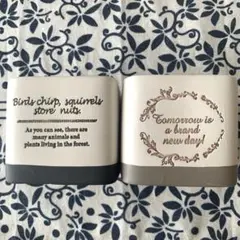 Birds chirp, squirrels
store nuts.
As you can see, there are
many animals and
plants living in the forest.
Tomorrow is
a brand
new day!